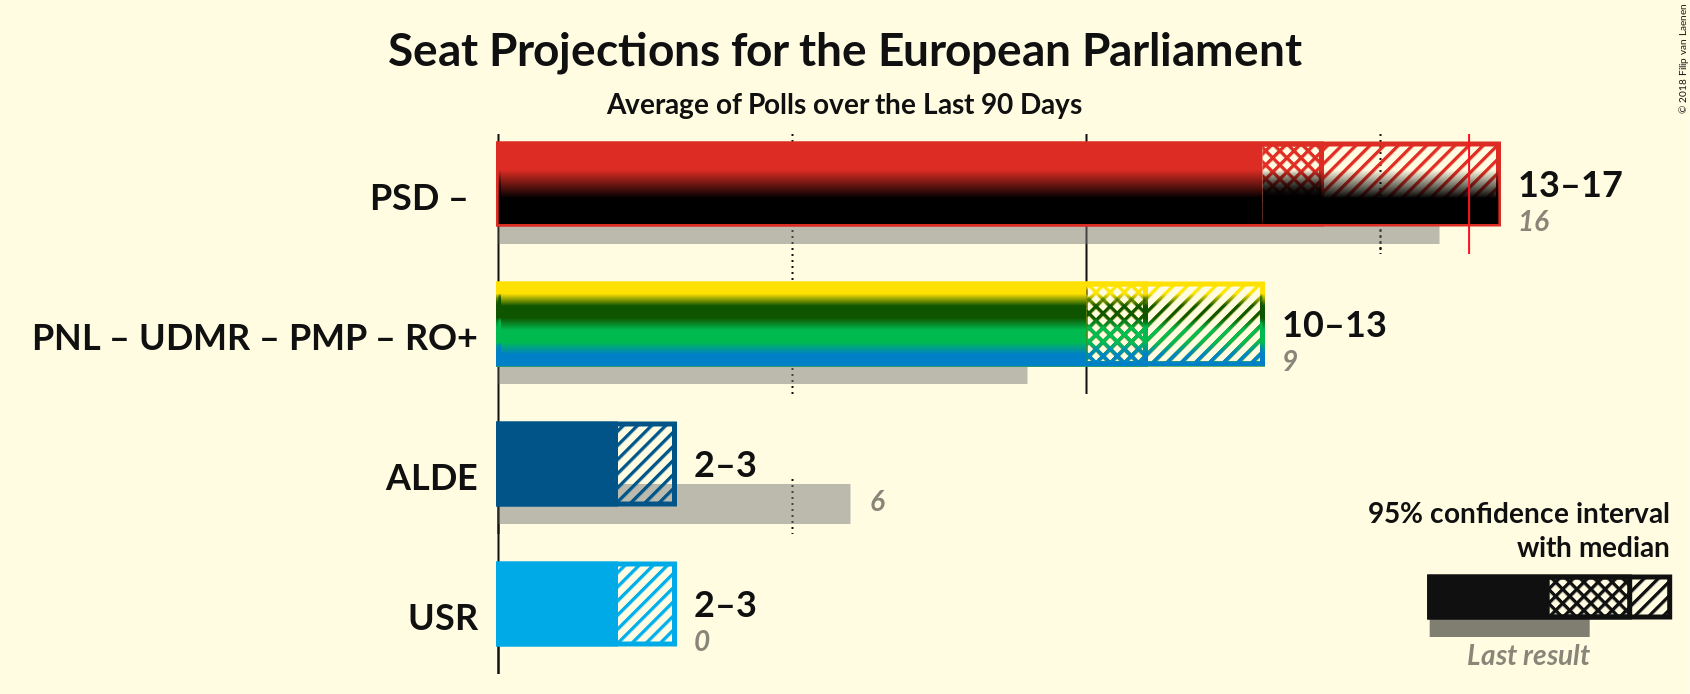 Seat Projections for the European Parliament
Average of Polls over the Last 90 Days
© 2018 Filip van Laenen
PSD –
13–17
16
PNL – UDMR – PMP – RO+
10–13
9
ALDE
2–3
6
USR
2–3
0
95% confidence interval
with median
Last result